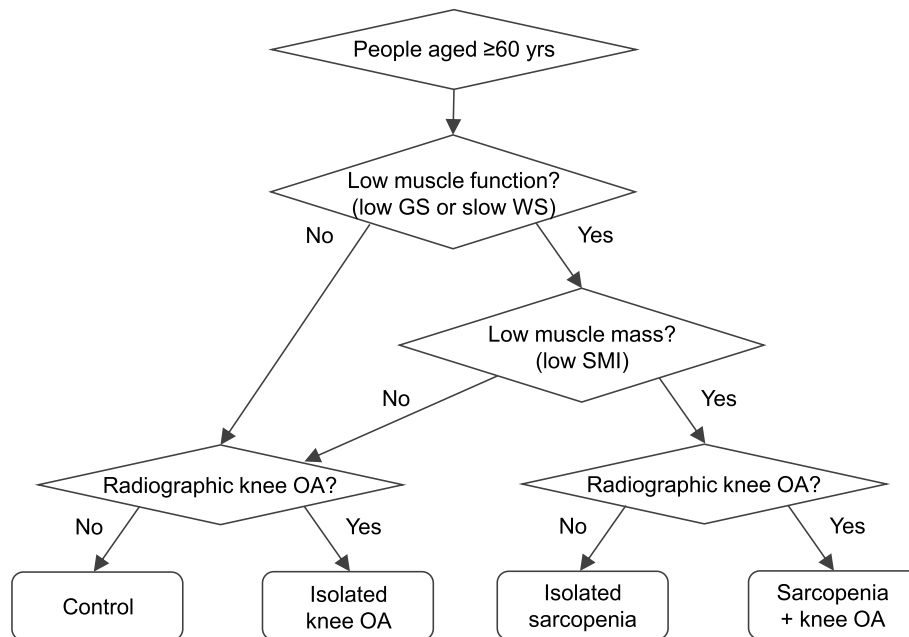 People aged ≥60 yrs
Low muscle function?
(low GS or slow WS)
No
Yes
Low muscle mass?
(low SMI)
No
Yes
Radiographic knee OA?
Radiographic knee OA?
No
Yes
No
Yes
Control
Isolated
knee OA
Isolated
sarcopenia
Sarcopenia
+ knee OA